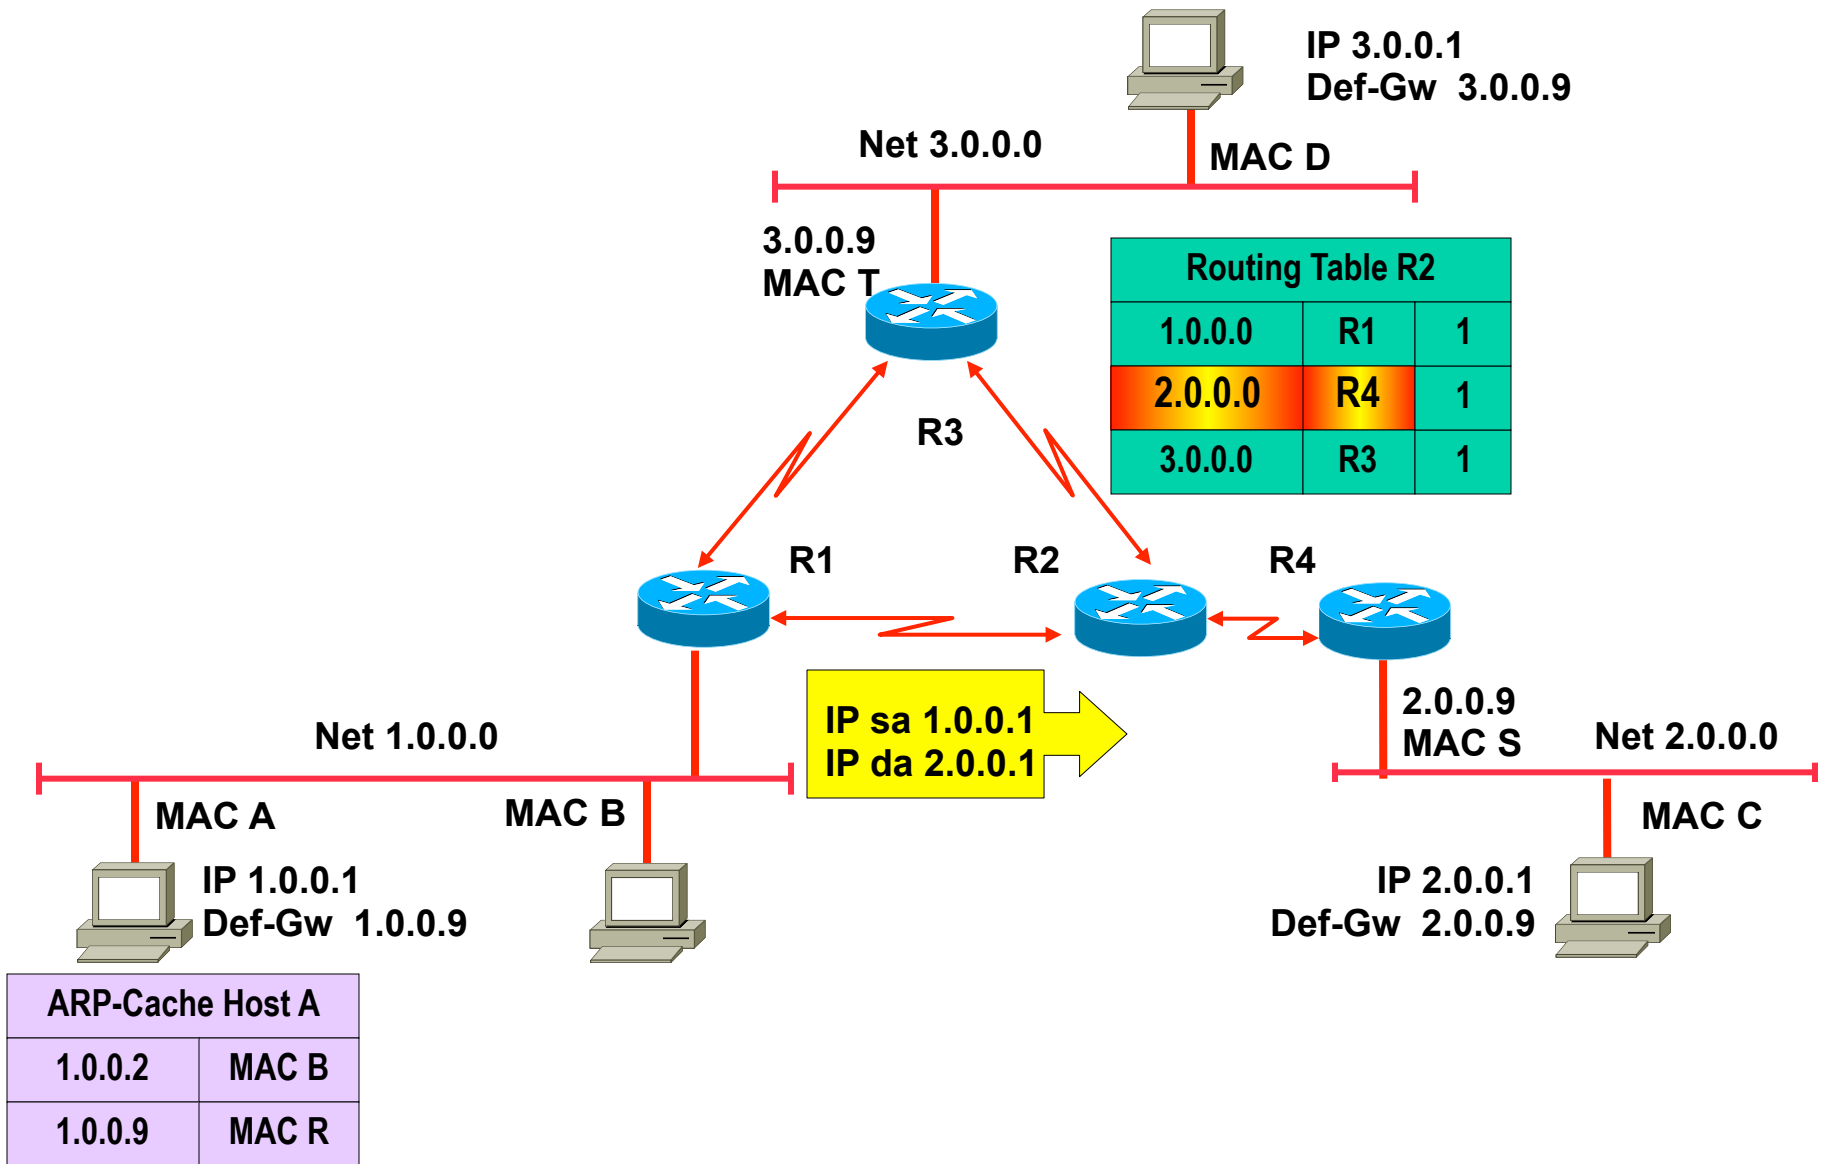 IP 3.0.0.1
Def-Gw 3.0.0.9
Net 3.0.0.0
MAC D
3.0.0.9
MAC T
Routing Table R2
1.0.0.0 R1 1
2.0.0.0 R4 1
3.0.0.0 R3 1
R3
R1
R2
R4
IP sa 1.0.0.1
IP da 2.0.0.1
2.0.0.9
MAC S
Net 2.0.0.0
Net 1.0.0.0
MAC A
MAC B
MAC C
IP 1.0.0.1
Def-Gw 1.0.0.9
IP 2.0.0.1
Def-Gw 2.0.0.9
ARP-Cache Host A
1.0.0.2 MAC B
1.0.0.9 MAC R